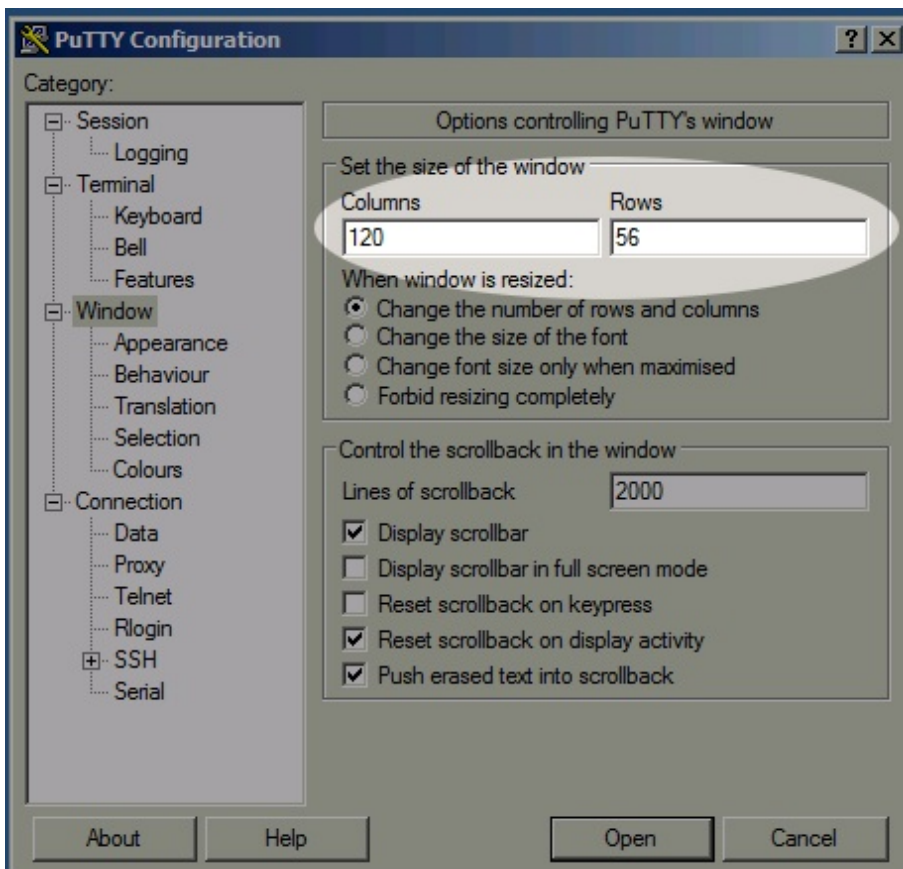 PuTTY Configuration
Category:
Session
Logging
Terminal
Keyboard
Bell
Features
Window
Appearance
Behaviour
Translation
Selection
Colours
Connection
Data
Proxy
Telnet
Rlogin
SSH
Serial
Options controlling PuTTY's window
Set the size of the window
Columns Rows
120 56
When window is resized:
Change the number of rows and columns
Change the size of the font
Change font size only when maximised
Forbid resizing completely
Control the scrollback in the window
Lines of scrollback 2000
Display scrollbar
Display scrollbar in full screen mode
Reset scrollback on keypress
Reset scrollback on display activity
Push erased text into scrollback
About Help Open Cancel